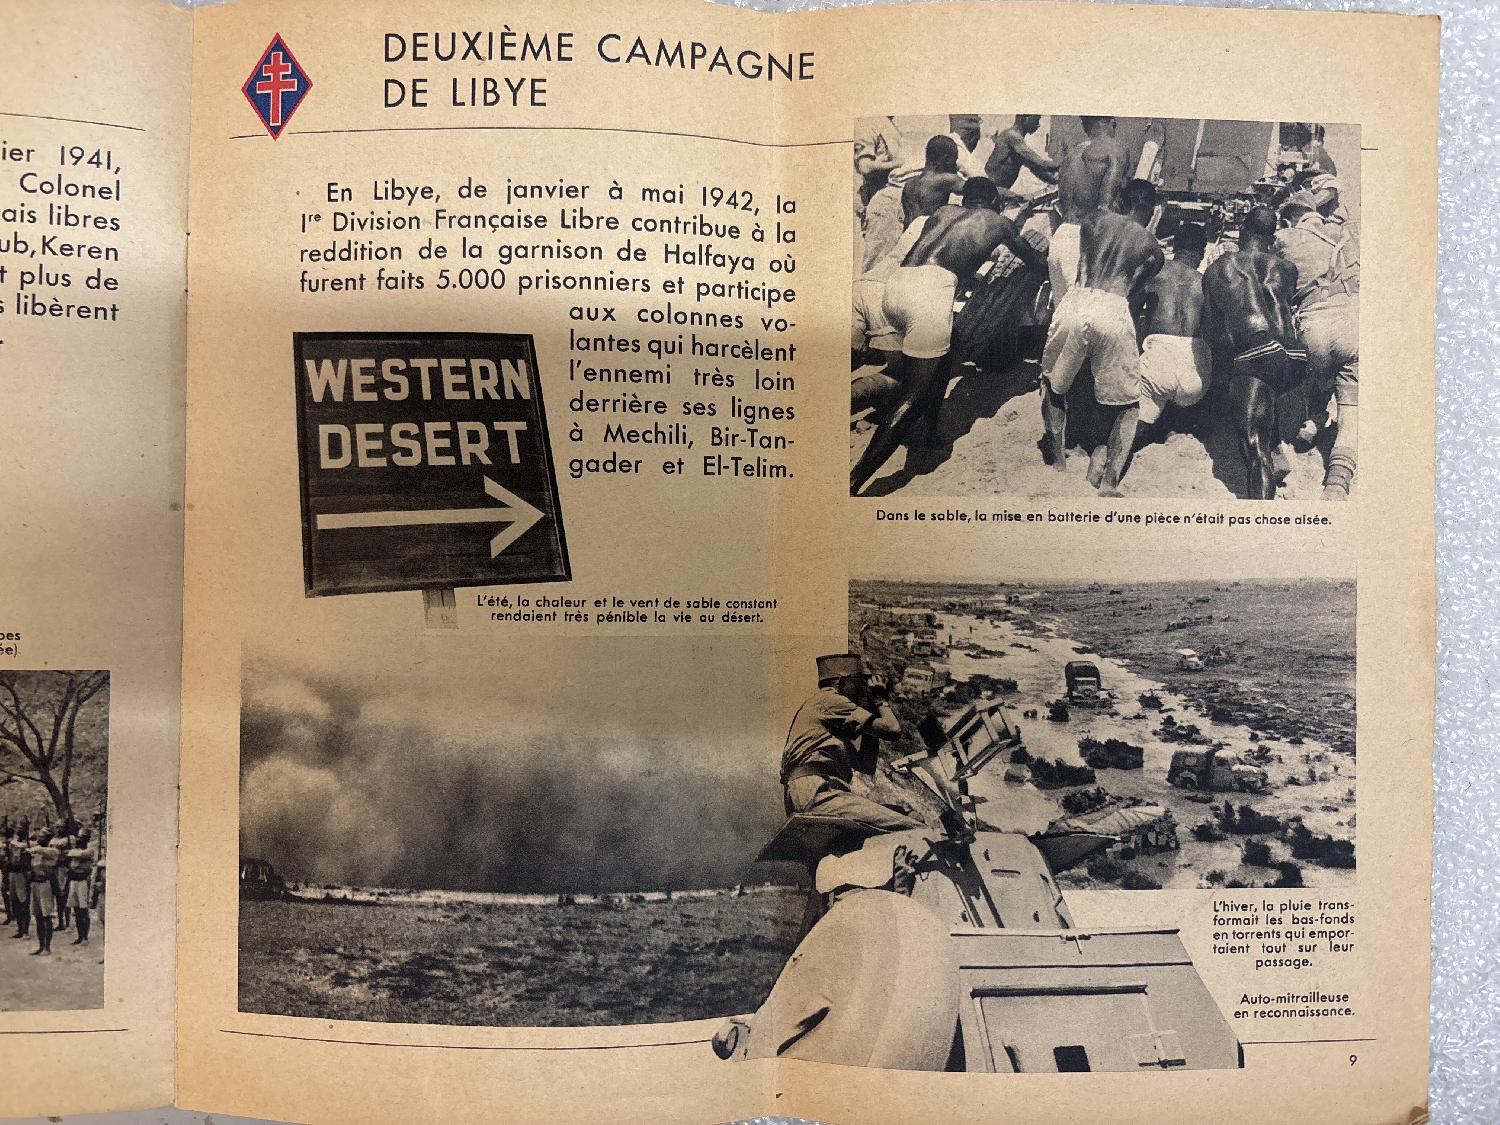 ier 1941,
Colonel
ais libres
ub, Keren
t plus de
s libèrent
DEUXIÈME CAMPAGNE
DE LIBYE
En Libye, de janvier à mai 1942, la
1re Division Française Libre contribue à la
reddition de la garnison de Halfaya où
furent faits 5.000 prisonniers et participe
aux colonnes vo-
lantes qui harcèlent
l'ennemi très loin
derrière ses lignes
à Mechili, Bir-Tan-
gader et El-Telim.
WESTERN
DESERT
L'été, la chaleur et le vent de sable constant
rendaient très pénible la vie au désert.
Dans le sable, la mise en batterie d'une pièce n'était pas chose aisée.
L'hiver, la pluie trans-
formait les bas-fonds
en torrents qui empor-
taient tout sur leur
passage.
Auto-mitrailleuse
en reconnaissance.
9